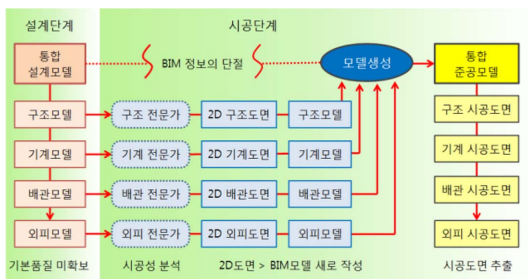 설계단계
시공단계
통합
설계모델
BIM 정보의 단절
모델생성
통합
준공모델
구조모델
구조 전문가
2D 구조도면
구조모델
구조 시공도면
기계모델
기계 전문가
2D 기계도면
기계모델
기계 시공도면
배관모델
배관 전문가
2D 배관도면
배관모델
배관 시공도면
외피모델
외피 전문가
2D 외피도면
외피모델
외피 시공도면
기본품질 미확보
시공성 분석
2D도면 > BIM모델 새로 작성
시공도면 추출